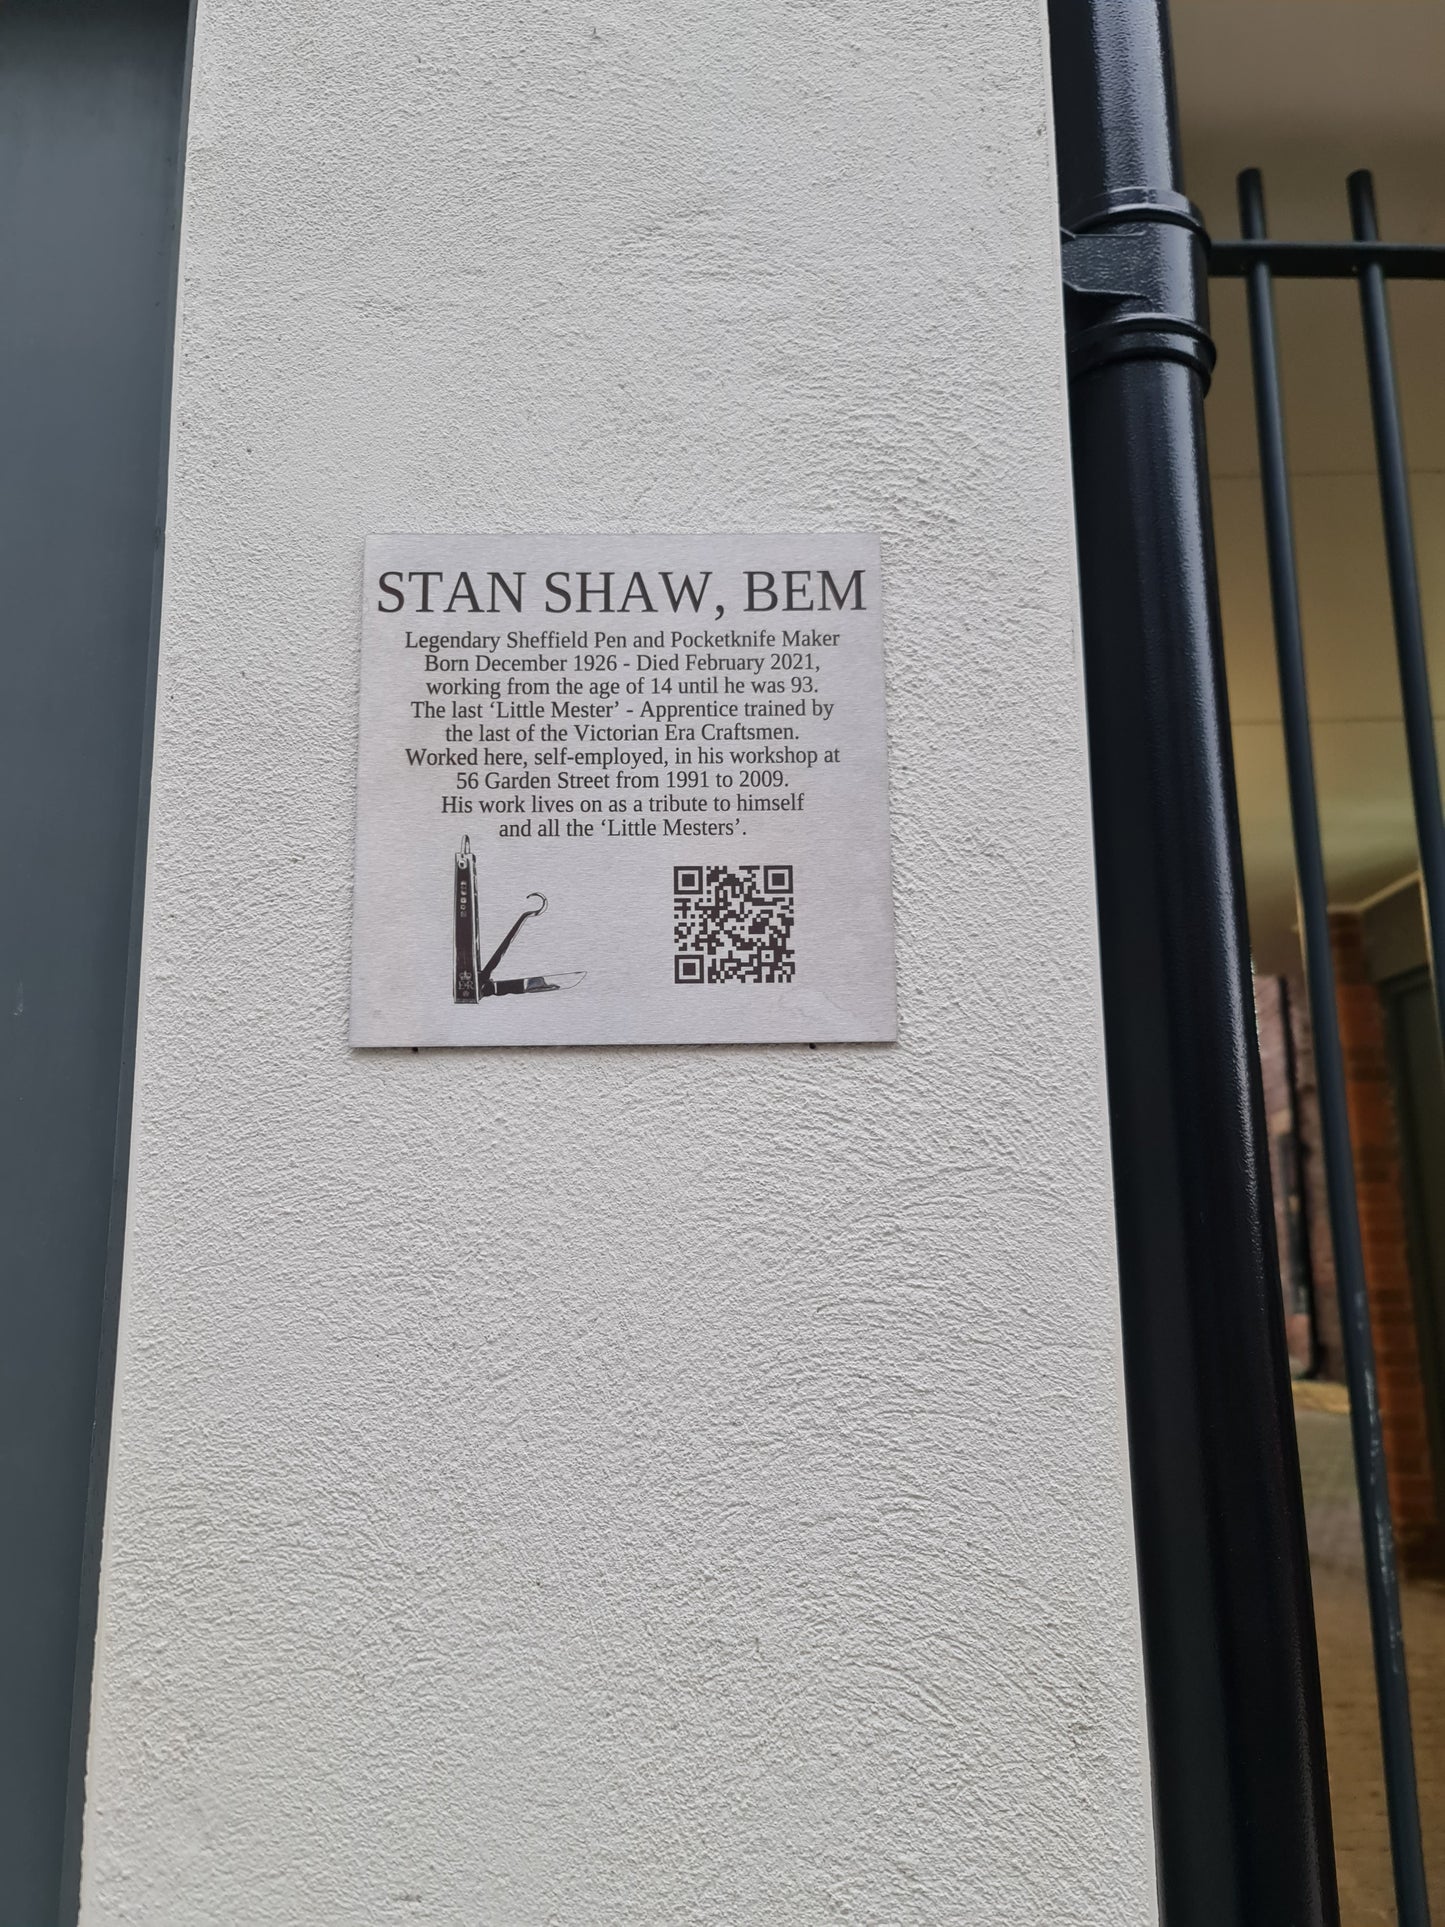 STAN SHAW, BEM
Legendary Sheffield Pen and Pocketknife Maker
Born December 1926 - Died February 2021,
working from the age of 14 until he was 93.
The last ‘Little Mester’ - Apprentice trained by
the last of the Victorian Era Craftsmen.
Worked here, self-employed, in his workshop at
56 Garden Street from 1991 to 2009.
His work lives on as a tribute to himself
and all the ‘Little Mesters’.